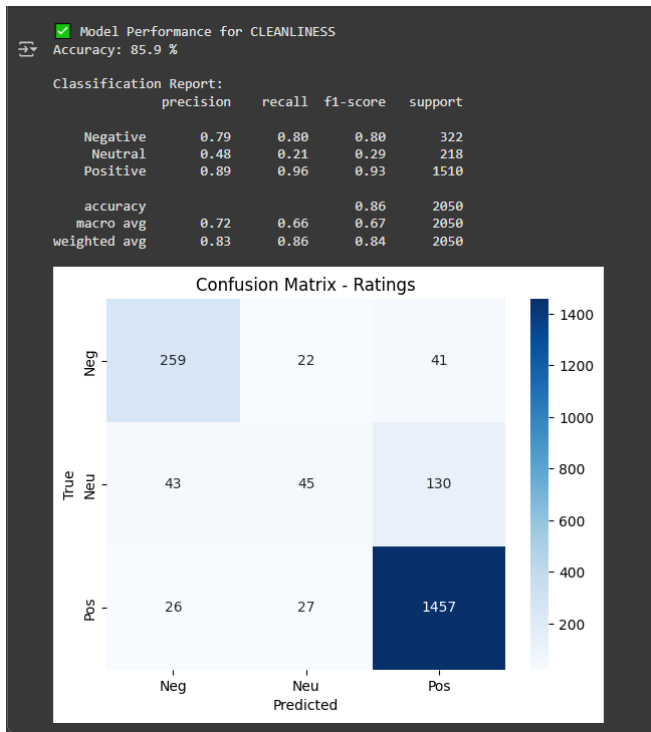 ✅ Model Performance for CLEANLINESS
Accuracy: 85.9 %
Classification Report:
precision recall f1-score support
Negative 0.79 0.80 0.80 322
Neutral 0.48 0.21 0.29 218
Positive 0.89 0.96 0.93 1510
accuracy 0.86 2050
macro avg 0.72 0.66 0.67 2050
weighted avg 0.83 0.86 0.84 2050
Confusion Matrix - Ratings
Neg 259 22 41
True
Neu 43 45 130
Pos 26 27 1457
Neg Neu Pos
Predicted
1400
1200
1000
800
600
400
200